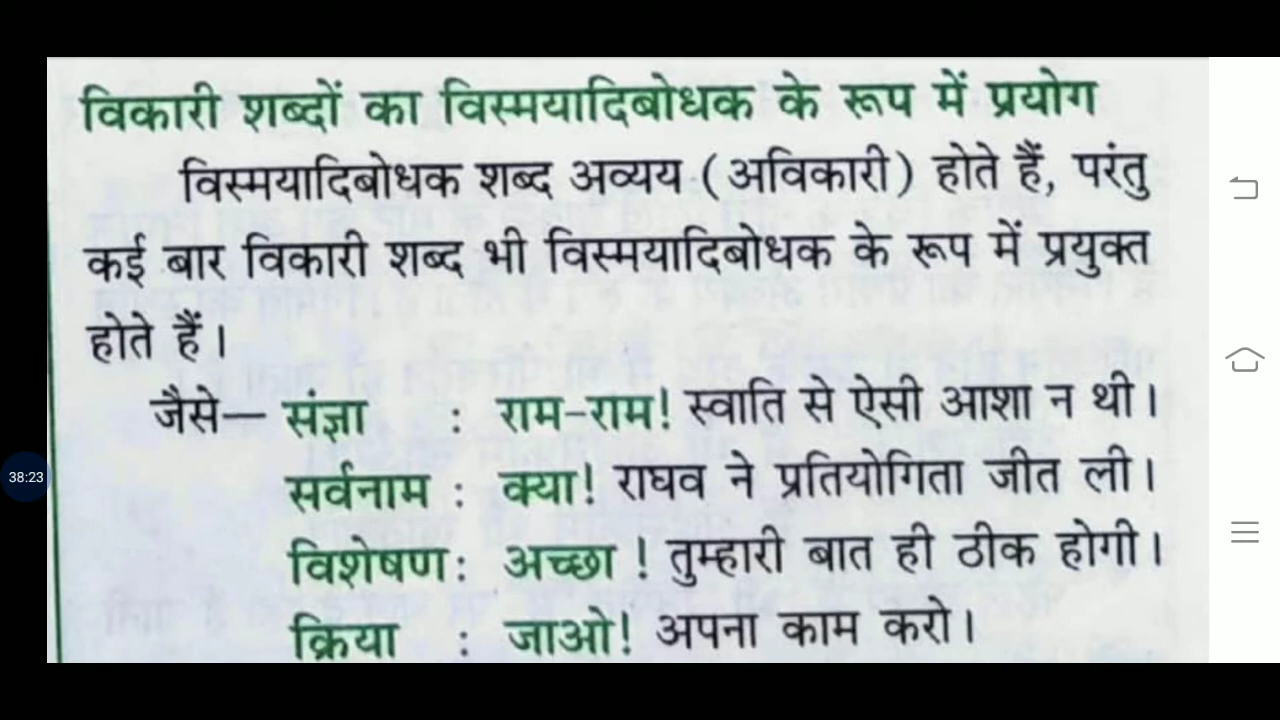 विकारी शब्दों का विस्मयादिबोधक के रूप में प्रयोग
विस्मयादिबोधक शब्द अव्यय (अविकारी) होते हैं, परंतु
कई बार विकारी शब्द भी विस्मयादिबोधक के रूप में प्रयुक्त
होते हैं।
जैसे— संज्ञा : राम-राम! स्वाति से ऐसी आशा न थी।
38:23
सर्वनाम : क्या! राघव ने प्रतियोगिता जीत ली।
विशेषण : अच्छा ! तुम्हारी बात ही ठीक होगी।
क्रिया : जाओ! अपना काम करो।